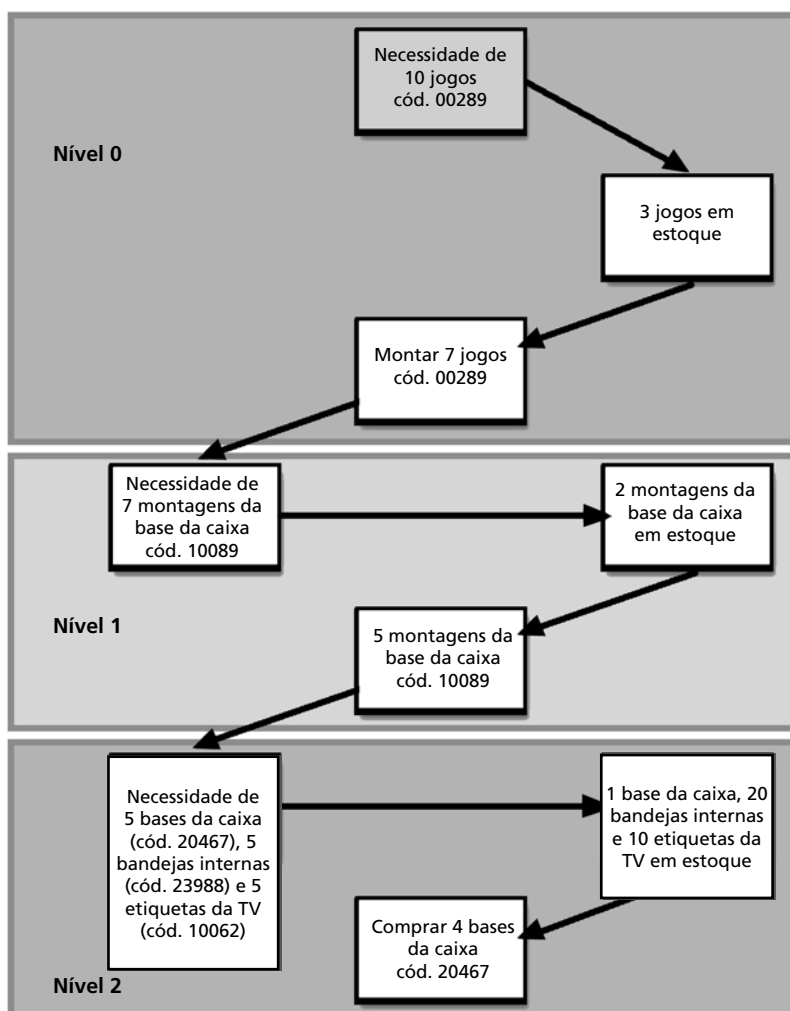 Necessidade de
10 jogos
cód. 00289
Nível 0
3 jogos em
estoque
Montar 7 jogos
cód. 00289
Necessidade de
7 montagens da
base da caixa
cód. 10089
2 montagens da
base da caixa
em estoque
Nível 1
5 montagens da
base da caixa
cód. 10089
Necessidade de
5 bases da caixa
(cód. 20467), 5
bandejas internas
(cód. 23988) e 5
etiquetas da TV
(cód. 10062)
1 base da caixa, 20
bandejas internas
e 10 etiquetas da
TV em estoque
Comprar 4 bases
da caixa
cód. 20467
Nível 2